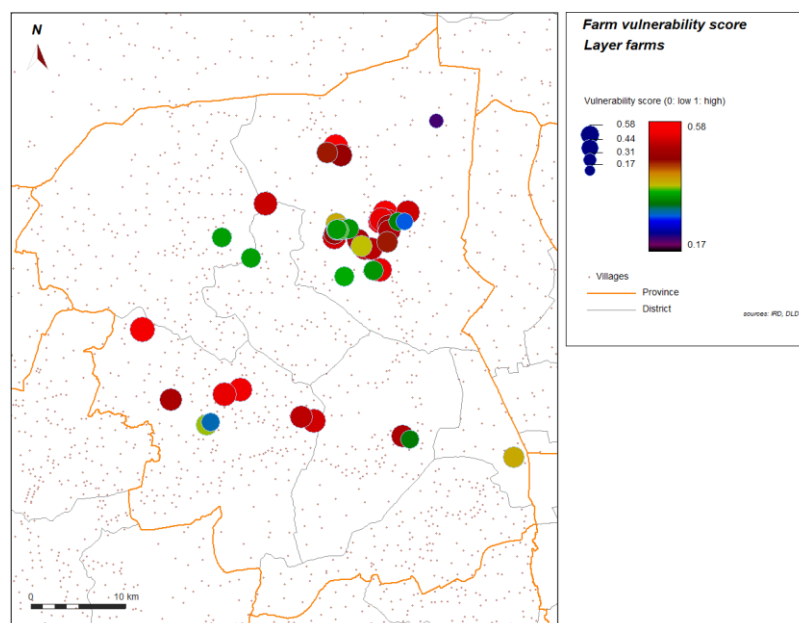 N
0 10 km
Farm vulnerability score
Layer farms
Vulnerability score (0: low 1: high)
0.58
0.44
0.31
0.17
0.58
0.17
Villages
Province
District
sources: IRD, DLD